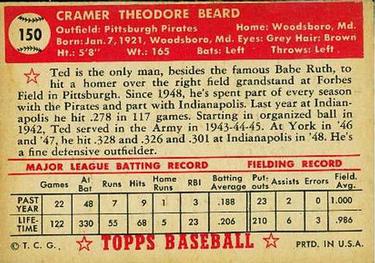 150
CRAMER THEODORE BEARD
Outfield: Pittsburgh Pirates Home: Woodsboro, Md.
Born: Jan. 7, 1921, Woodsboro, Md. Eyes: Grey Hair: Brown
Ht.: 5'8" Wt.: 165 Bats: Left Throws: Left
Ted is the only man, besides the famous Babe Ruth, to
hit a homer over the right field grandstand at Forbes
Field in Pittsburgh. Since 1948, he's spent part of every season
with the Pirates and part with Indianapolis. Last year at Indian-
apolis he hit .278 in 117 games. Starting in organized ball in
1942, Ted served in the Army in 1943-44-45. At York in '46
and '47, he hit .328 and .326 and .301 at Indianapolis in '48. He's
a fine defensive outfielder.
MAJOR LEAGUE BATTING RECORD FIELDING RECORD
Games At Bat Runs Hits Home Runs RBI Batting Average Put-outs Assists Errors Field. Avg.
PAST YEAR 22 48 7 9 1 3 .188 23 2 0 1.000
LIFE-TIME 122 330 55 68 5 23 .206 210 6 3 .986
© T. C. G. TOPPS BASEBALL PRTD. IN U.S.A.